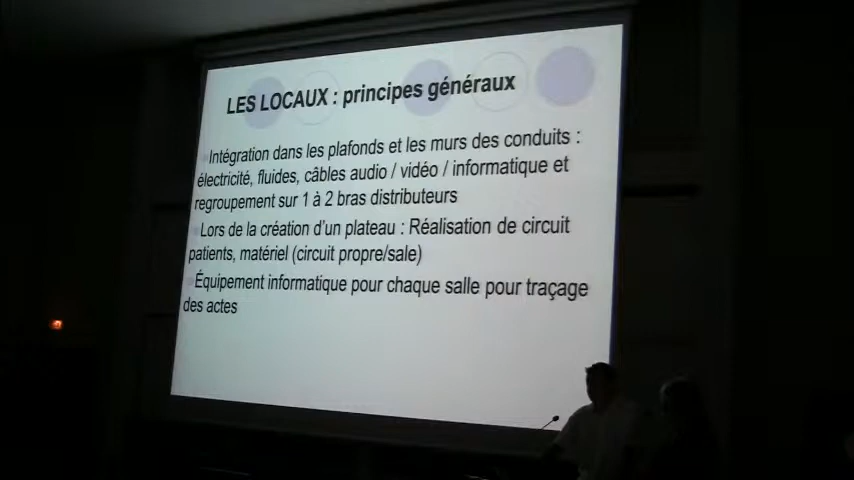 LES LOCAUX : principes généraux
Intégration dans les plafonds et les murs des conduits :
électricité, fluides, câbles audio / vidéo / informatique et
regroupement sur 1 à 2 bras distributeurs
Lors de la création d'un plateau : Réalisation de circuit
patients, matériel (circuit propre/sale)
Équipement informatique pour chaque salle pour traçage
des actes